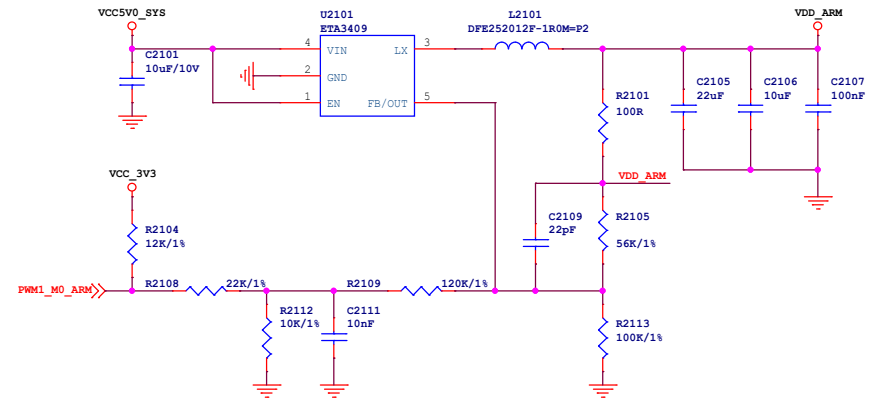 VCC5V0_SYS
U2101
ETA3409
L2101
DFE252012F-1R0M=P2
VDD_ARM
C2101
10uF/10V
4
VIN
LX
3
2
GND
1
EN
FB/OUT
5
R2101
100R
C2105
22uF
C2106
10uF
C2107
100nF
VCC_3V3
VDD_ARM
R2104
12K/1%
C2109
22pF
R2105
56K/1%
PWM1_M0_ARM
R2108
22K/1%
R2109
120K/1%
R2112
10K/1%
C2111
10nF
R2113
100K/1%